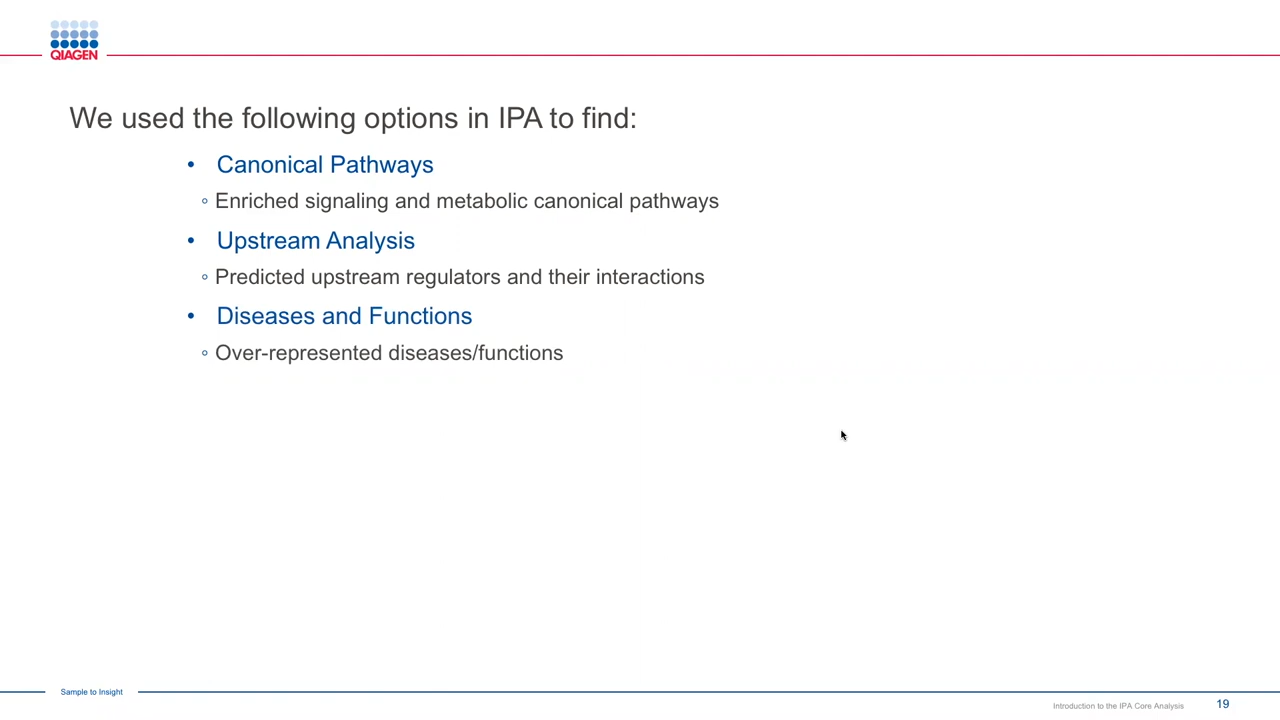 QIAGEN
We used the following options in IPA to find:
• Canonical Pathways
◦ Enriched signaling and metabolic canonical pathways
• Upstream Analysis
◦ Predicted upstream regulators and their interactions
• Diseases and Functions
◦ Over-represented diseases/functions
Sample to Insight
Introduction to the IPA Core Analysis 19